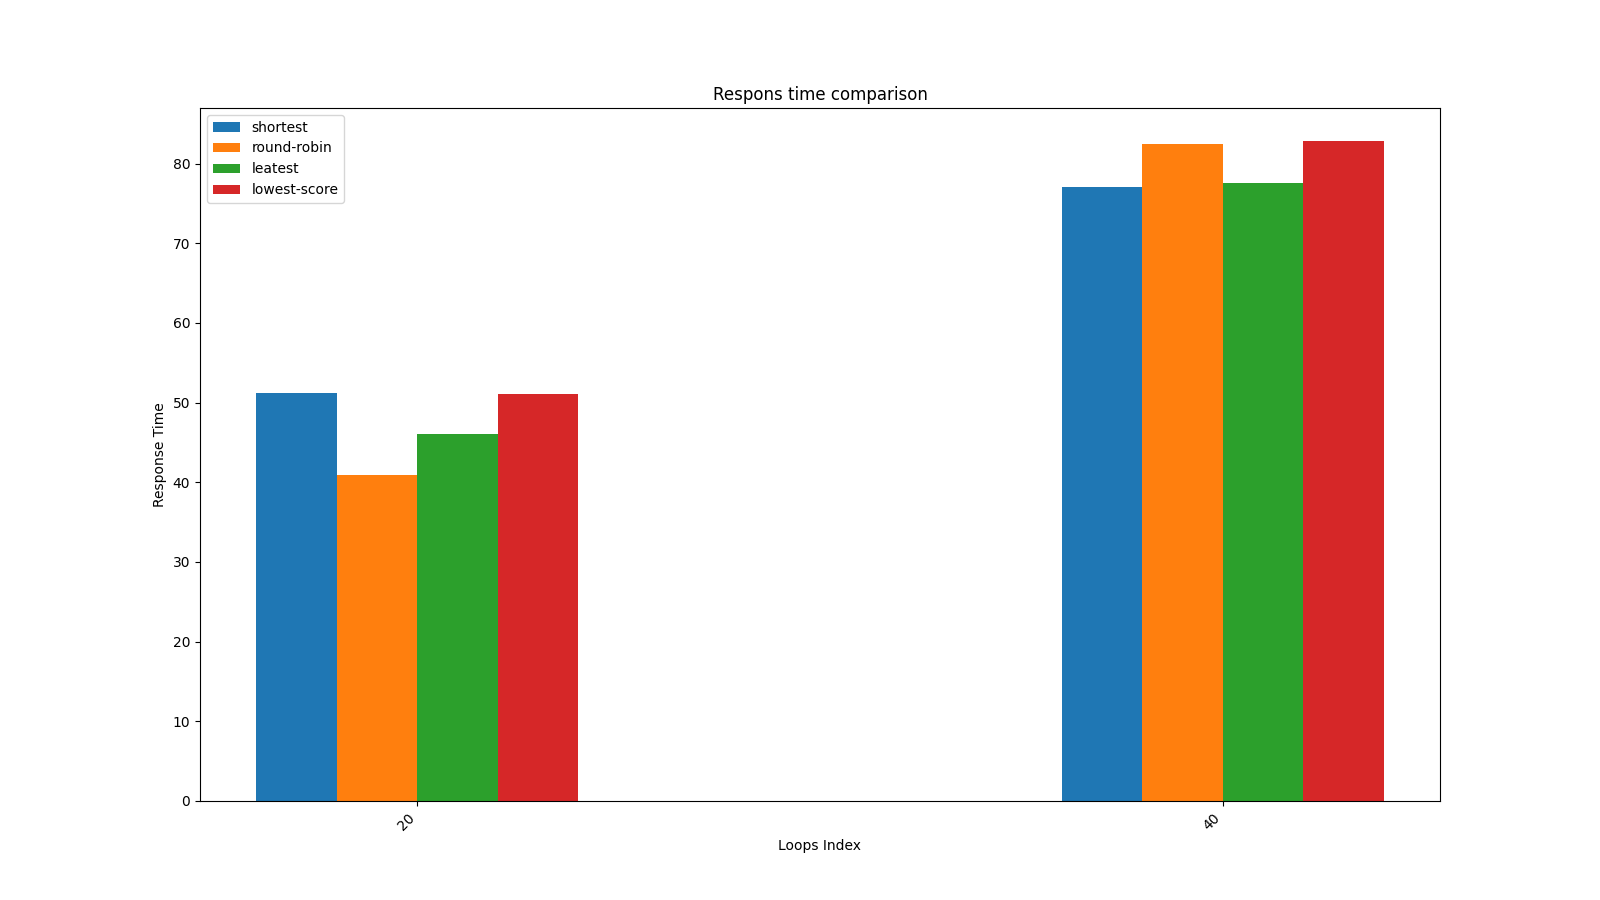 Respons time comparison
shortest
round-robin
leatest
lowest-score
Response Time
80
70
60
50
40
30
20
10
0
20
40
Loops Index